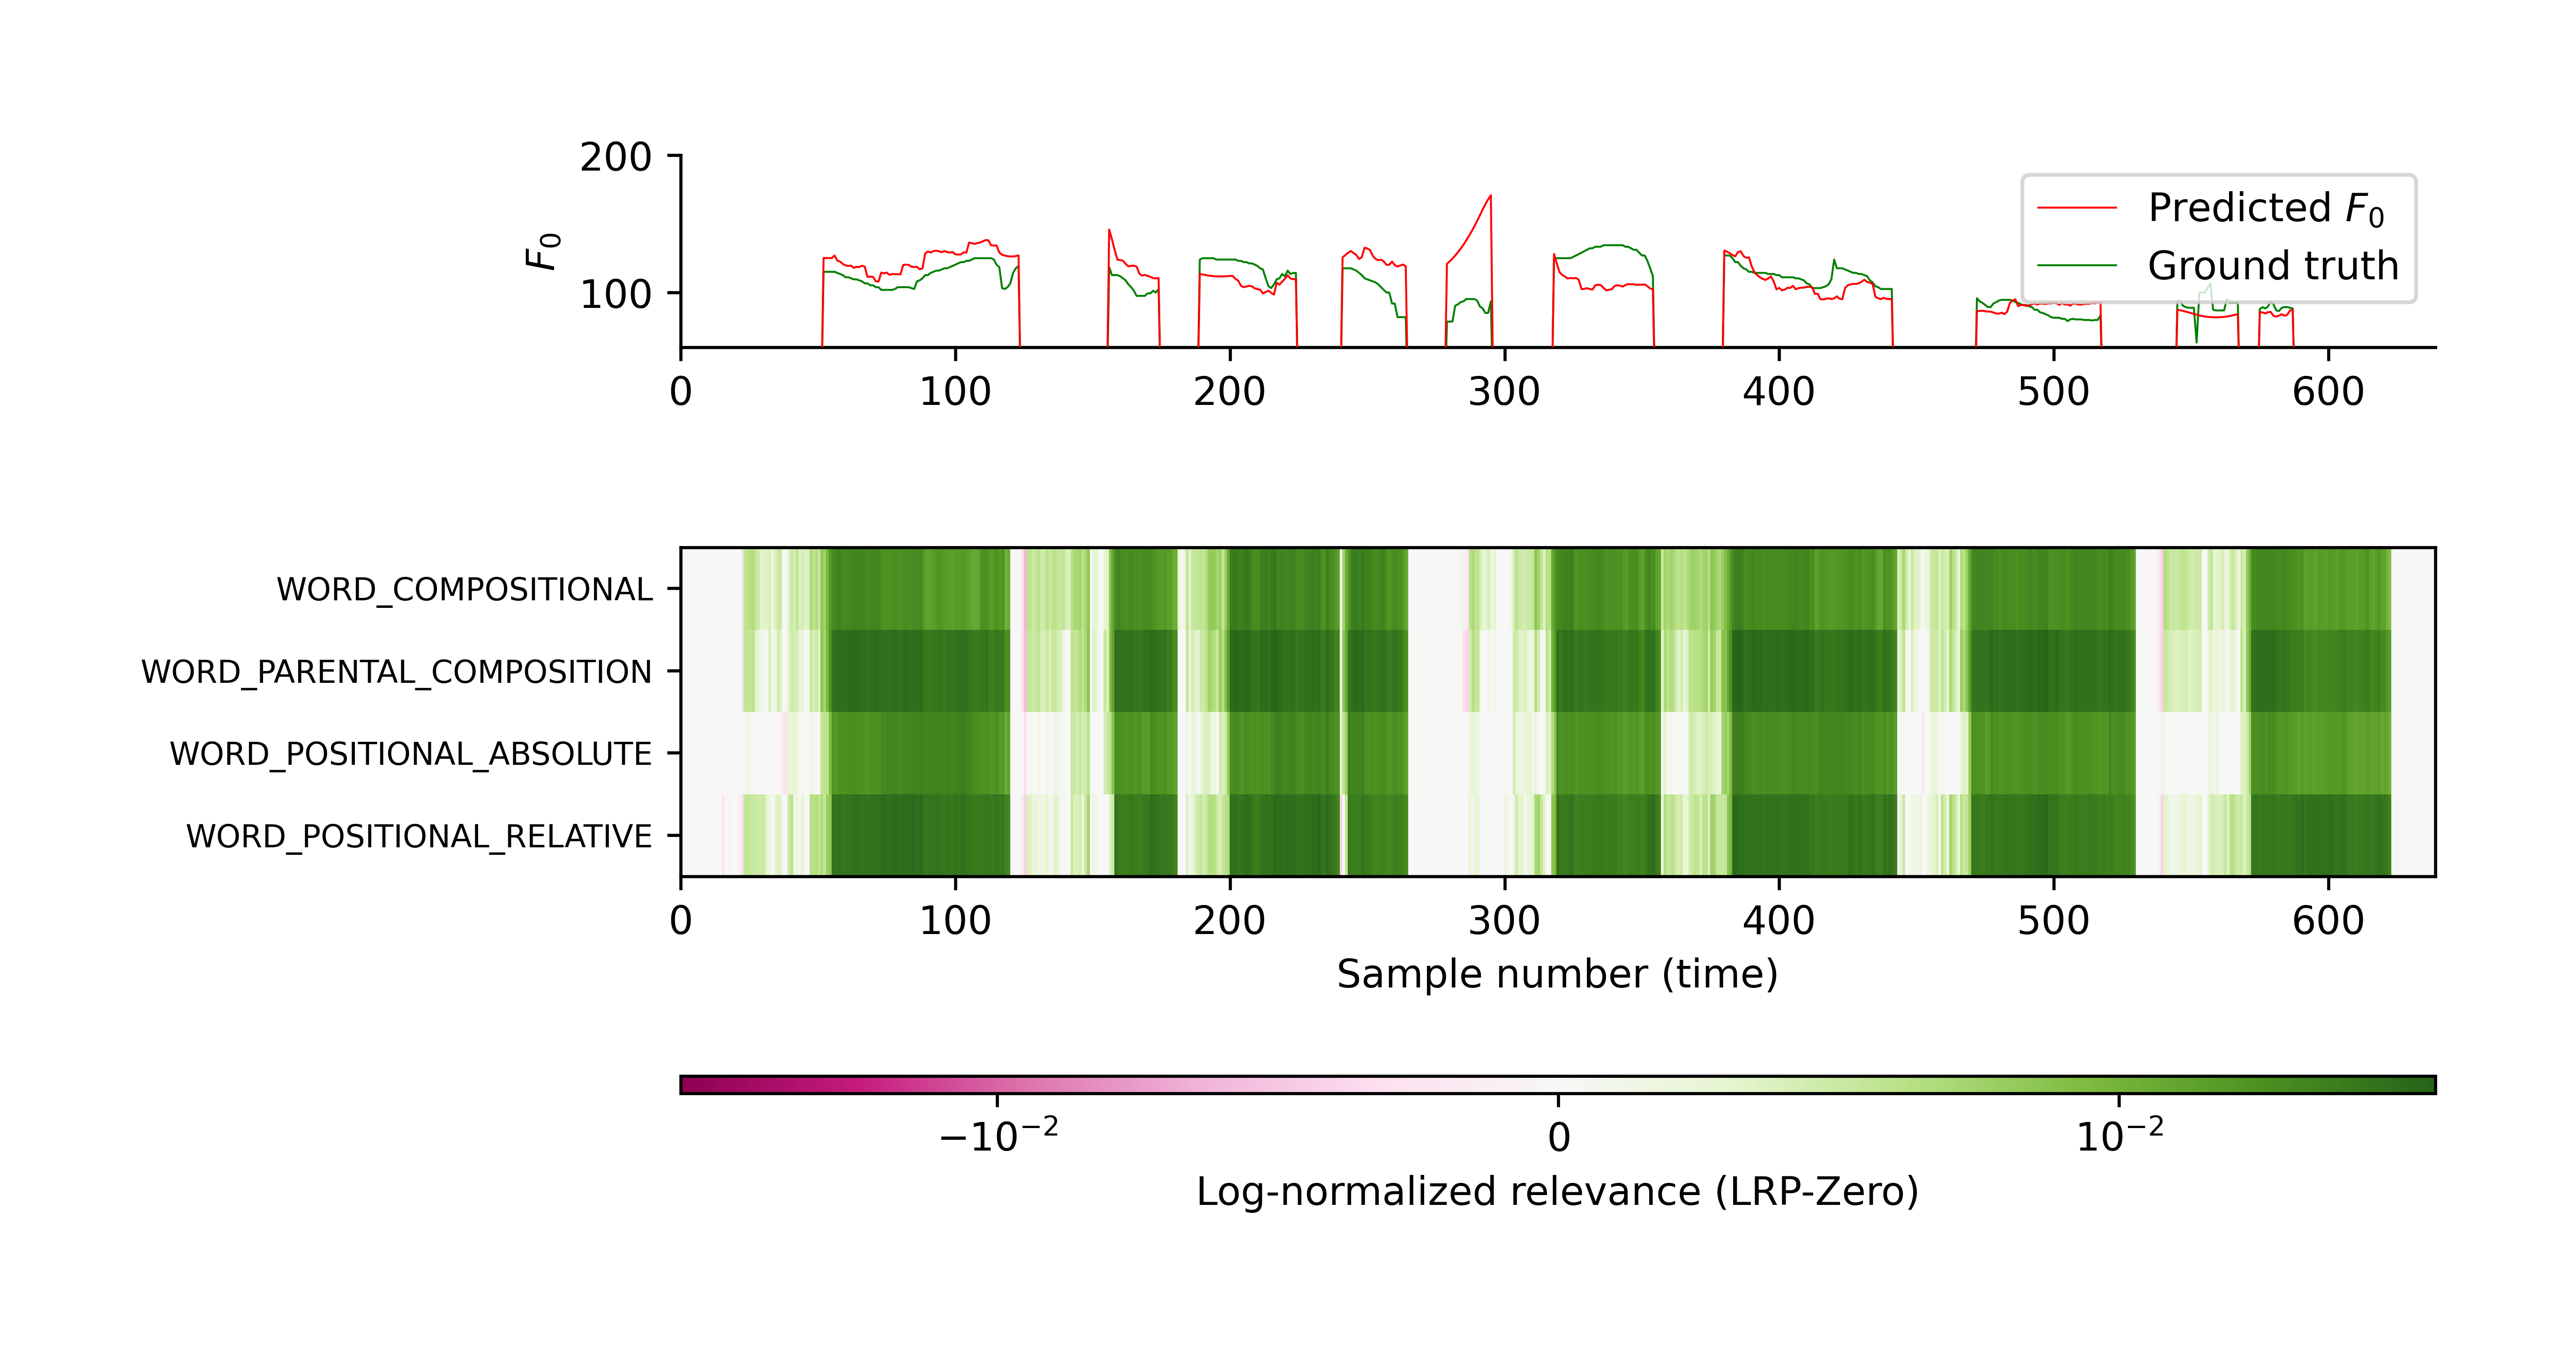 200
100
F₀
Predicted F₀
Ground truth
0 100 200 300 400 500 600
WORD_COMPOSITIONAL
WORD_PARENTAL_COMPOSITION
WORD_POSITIONAL_ABSOLUTE
WORD_POSITIONAL_RELATIVE
0 100 200 300 400 500 600
Sample number (time)
−10⁻² 0 10⁻²
Log-normalized relevance (LRP-Zero)